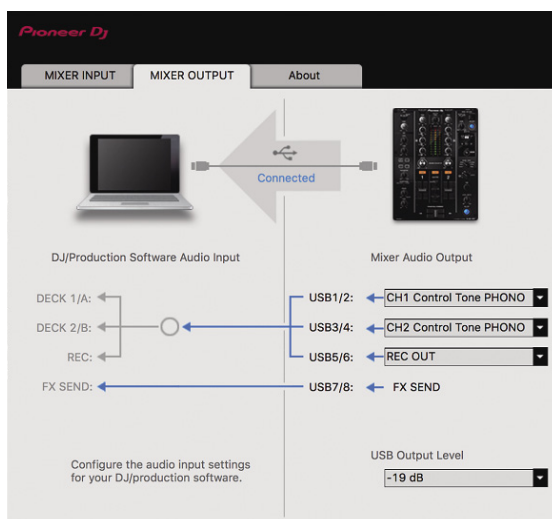 Pioneer Dj
MIXER INPUT
MIXER OUTPUT
About
Connected
DJ/Production Software Audio Input
Mixer Audio Output
DECK 1/A:
USB1/2:
CH1 Control Tone PHONO
DECK 2/B:
USB3/4:
CH2 Control Tone PHONO
REC:
USB5/6:
REC OUT
FX SEND:
USB7/8:
FX SEND
Configure the audio input settings
for your DJ/production software.
USB Output Level
-19 dB